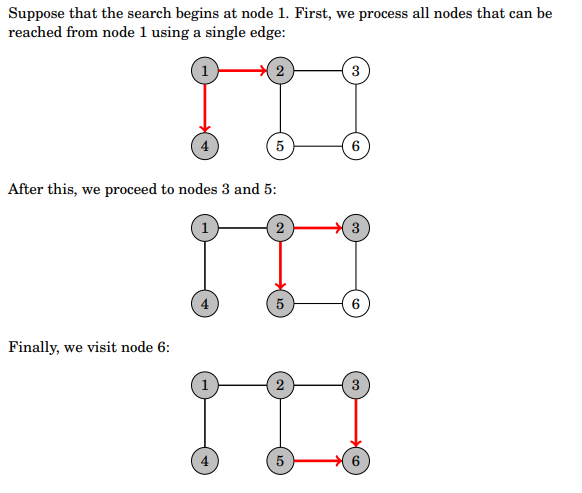 Suppose that the search begins at node 1. First, we process all nodes that can be
reached from node 1 using a single edge:
1 2 3
4 5 6
After this, we proceed to nodes 3 and 5:
1 2 3
4 5 6
Finally, we visit node 6:
1 2 3
4 5 6